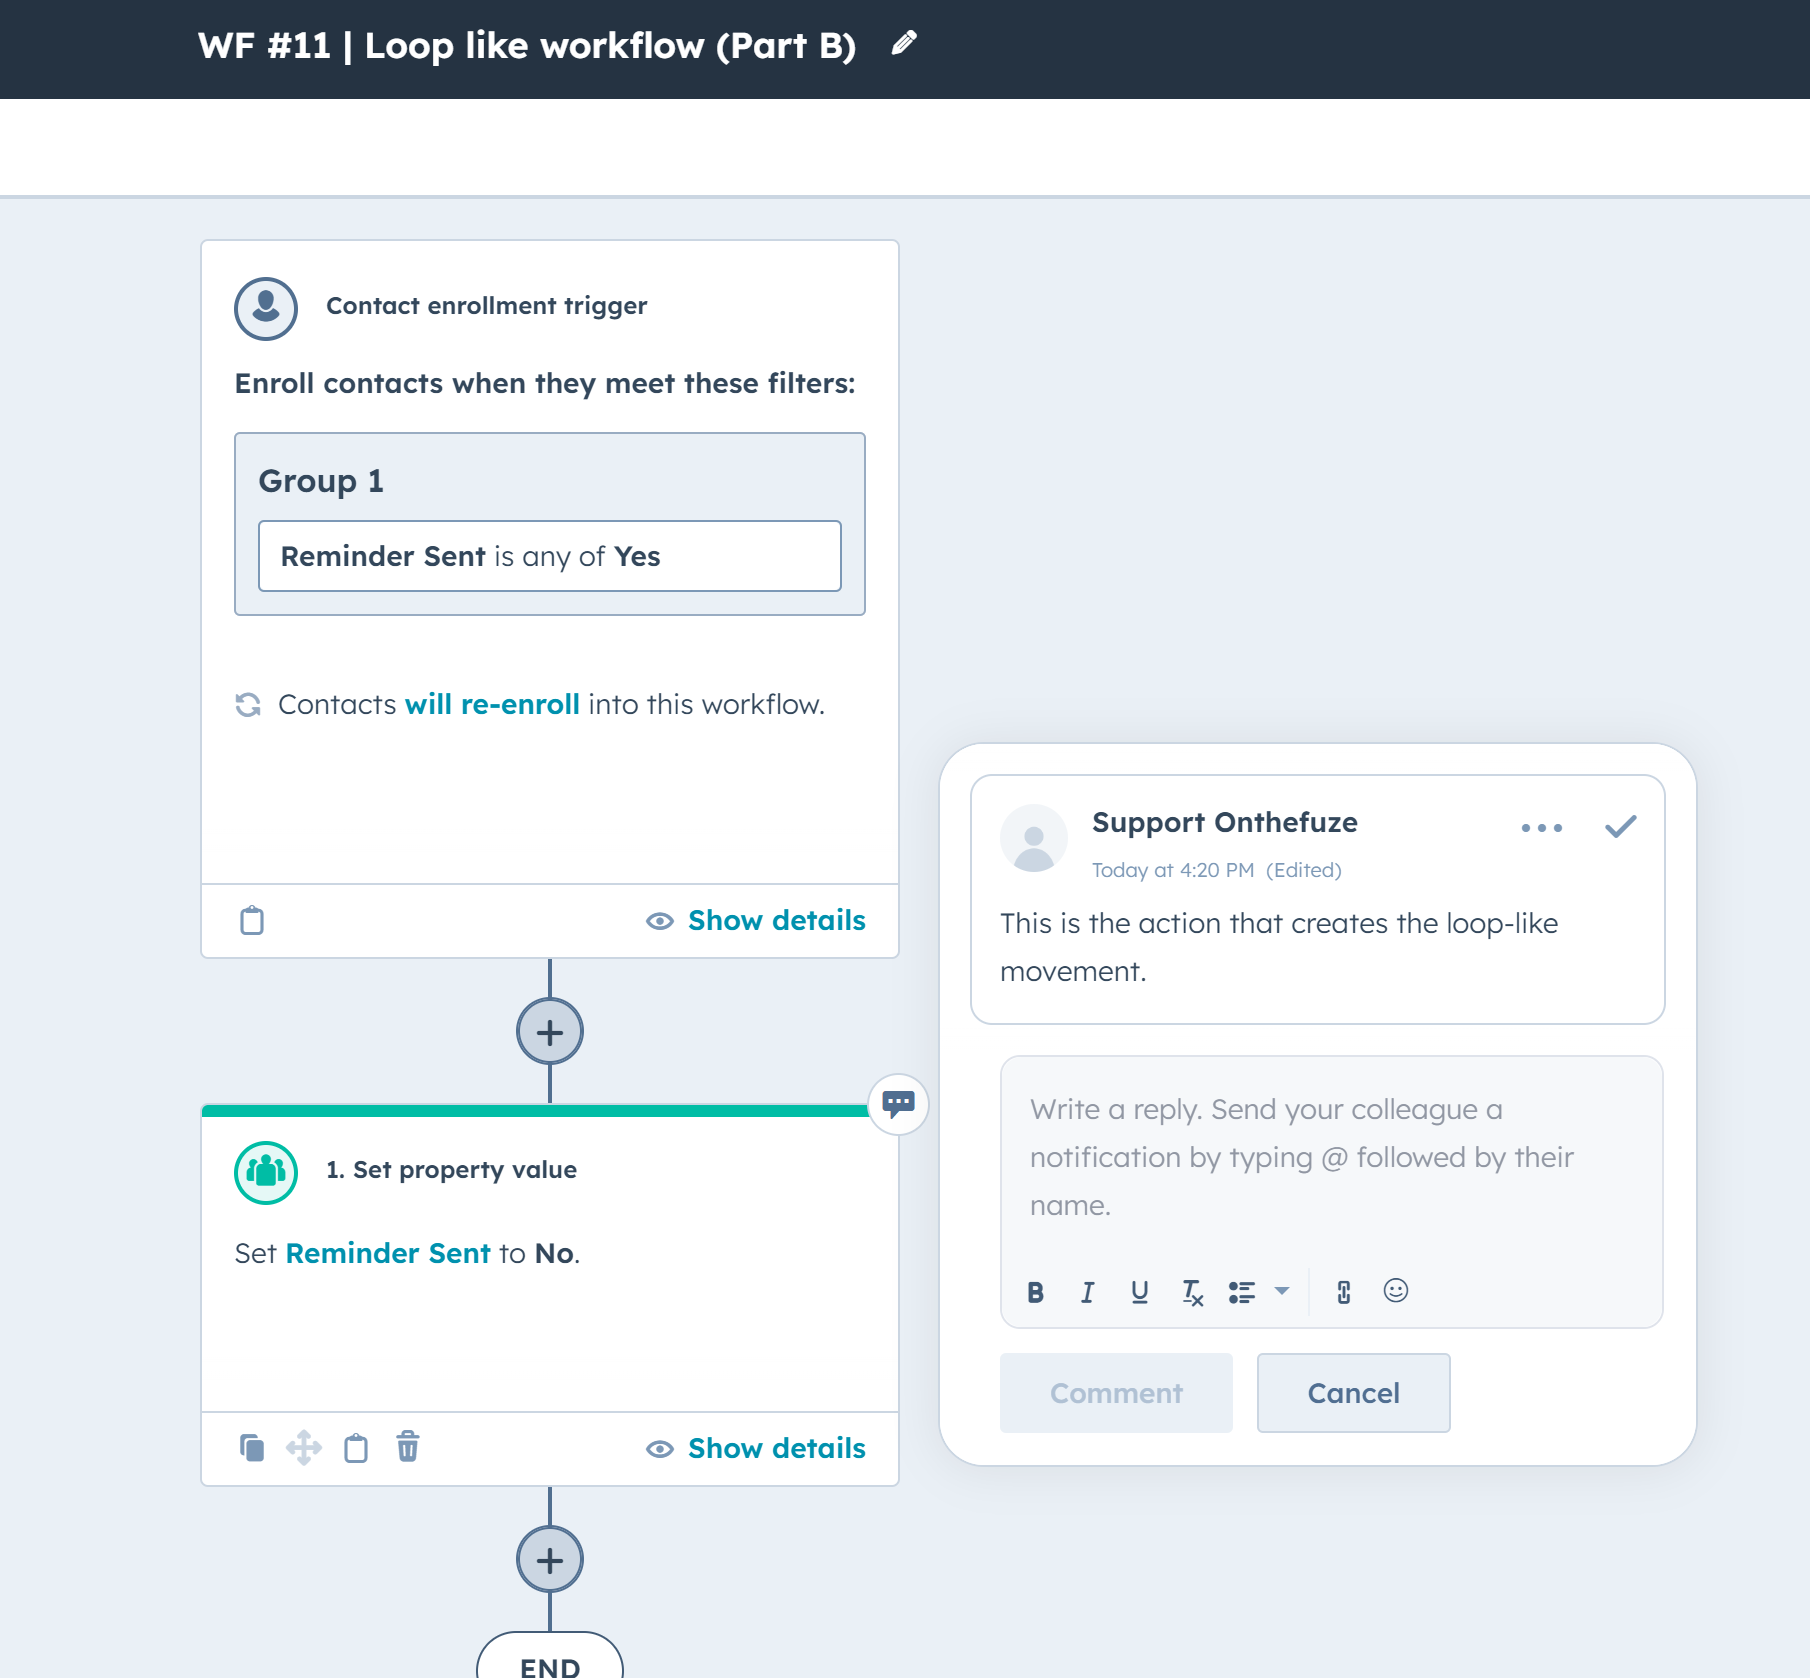 WF #11 | Loop like workflow (Part B)
Contact enrollment trigger
Enroll contacts when they meet these filters:
Group 1
Reminder Sent is any of Yes
Contacts will re-enroll into this workflow.
Show details
1. Set property value
Set Reminder Sent to No.
Show details
END
Support Onthefuze
Today at 4:20 PM (Edited)
This is the action that creates the loop-like
movement.
Write a reply. Send your colleague a
notification by typing @ followed by their
name.
Comment
Cancel